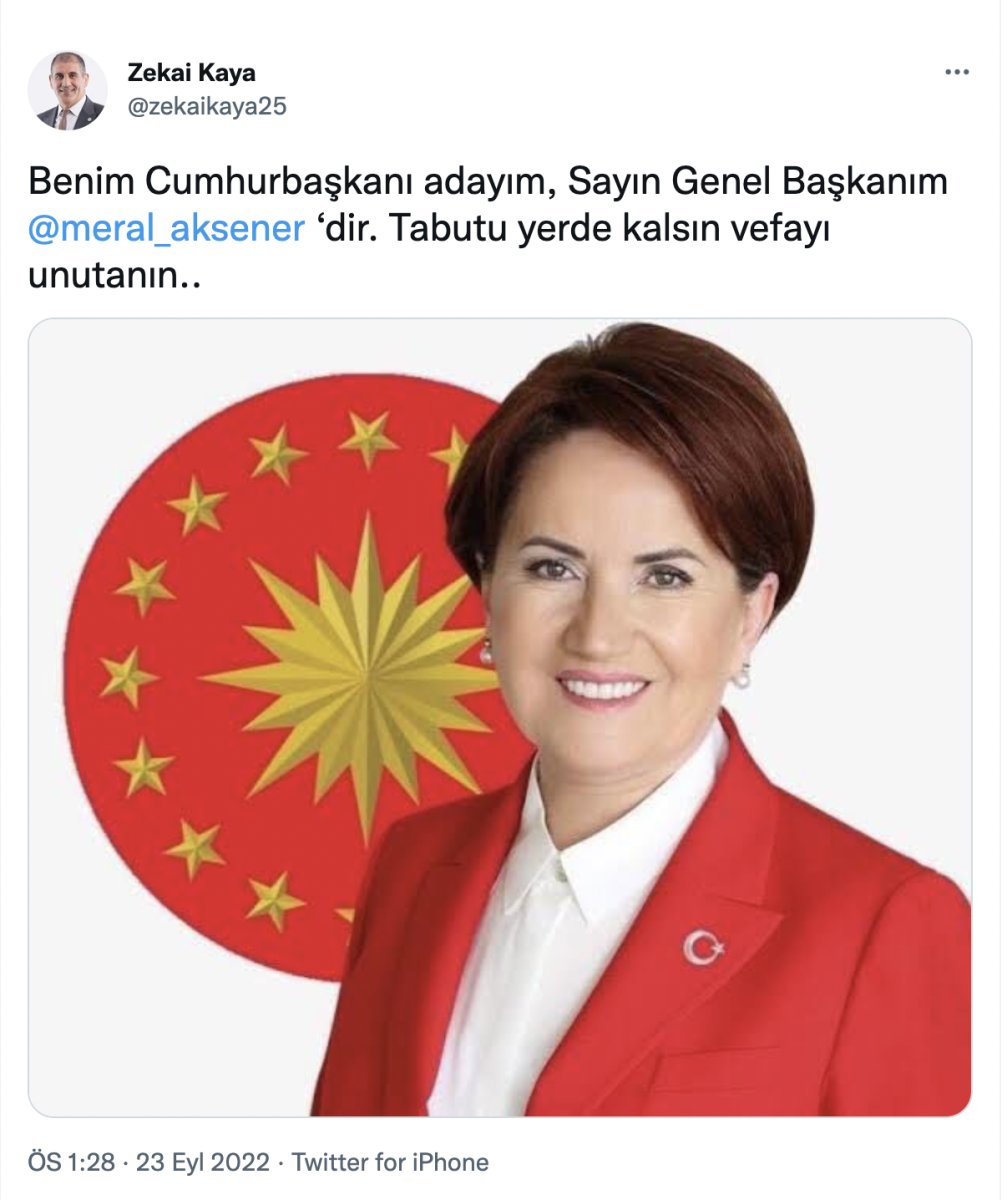 Zekai Kaya
@zekaikaya25
Benim Cumhurbaşkanı adayım, Sayın Genel Başkanım
@meral_aksener ‘dir. Tabutu yerde kalsın vefayı
unutanın..
ÖS 1:28 · 23 Eyl 2022 · Twitter for iPhone